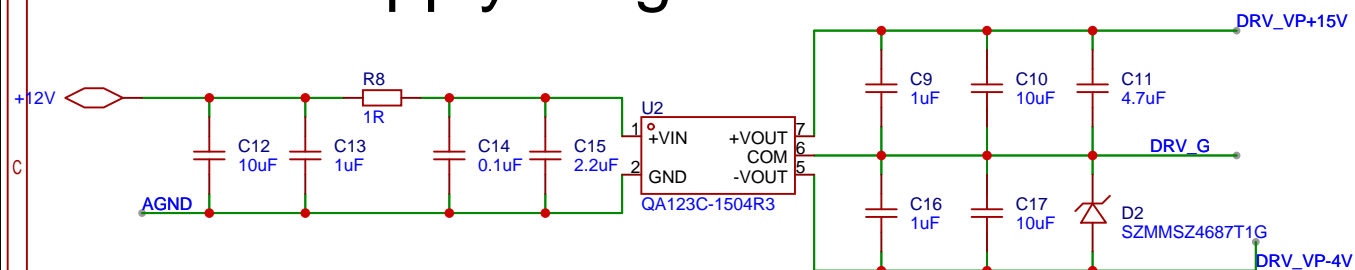 pply
DRV_VP+15V
+12V
R8
1R
C9
1uF
C10
10uF
C11
4.7uF
U2
1
+VIN
+VOUT
7
COM
6
2
GND
-VOUT
5
QA123C-1504R3
C12
10uF
C13
1uF
C14
0.1uF
C15
2.2uF
C
AGND
DRV_G
C16
1uF
C17
10uF
D2
SZMMSZ4687T1G
DRV_VP-4V